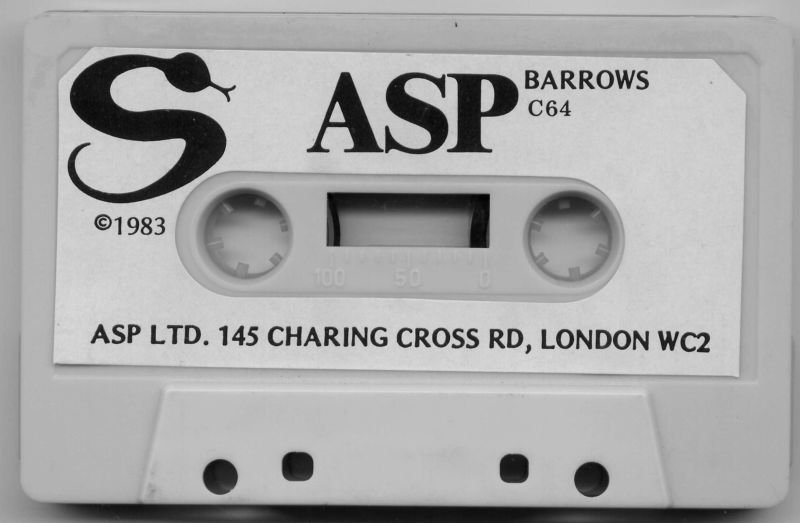 ASP
BARROWS
C64
©1983
100 50 0
ASP LTD. 145 CHARING CROSS RD, LONDON WC2